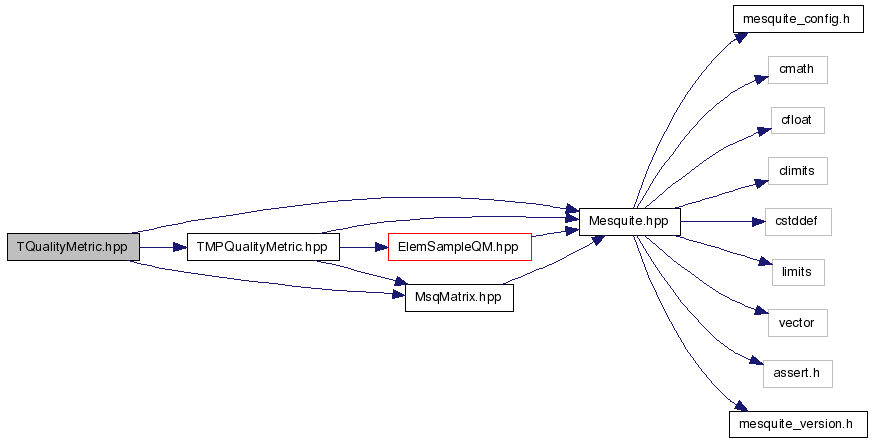 mesquite_config.h
cmath
cfloat
climits
Mesquite.hpp
cstddef
TQualityMetric.hpp
TMPQualityMetric.hpp
ElemSampleQM.hpp
limits
MsqMatrix.hpp
vector
assert.h
mesquite_version.h